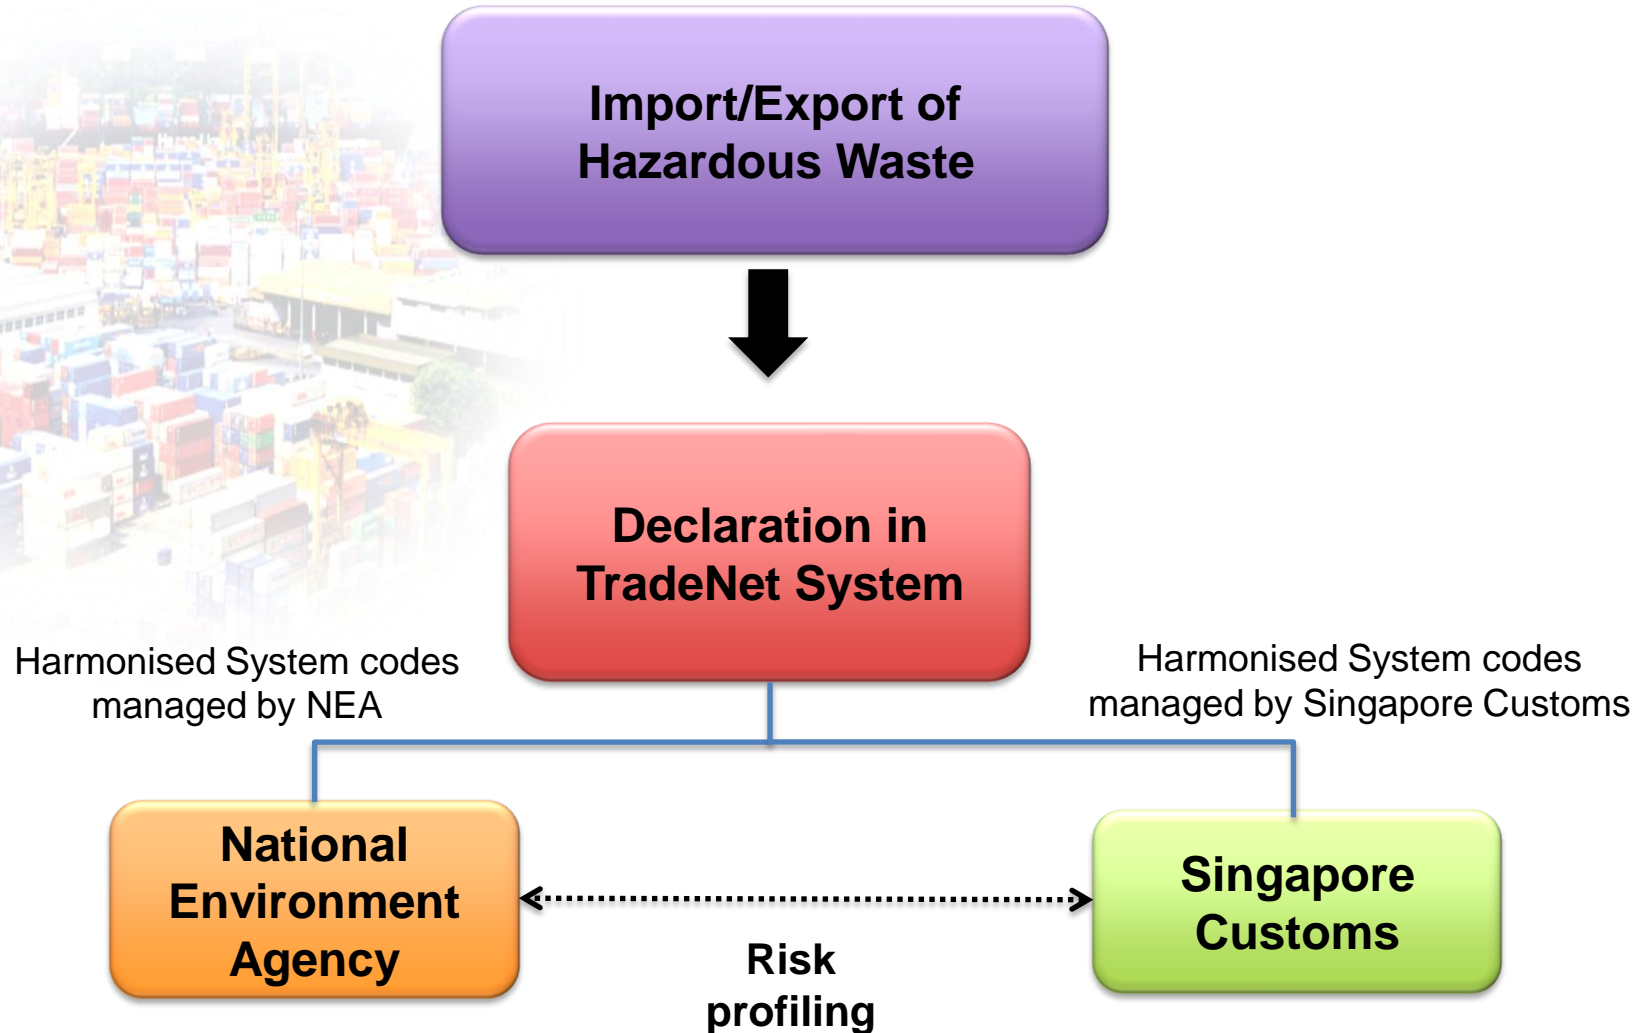 Import/Export of
Hazardous Waste
Declaration in
TradeNet System
Harmonised System codes
managed by NEA
Harmonised System codes
managed by Singapore Customs
National
Environment
Agency
Singapore
Customs
Risk
profiling